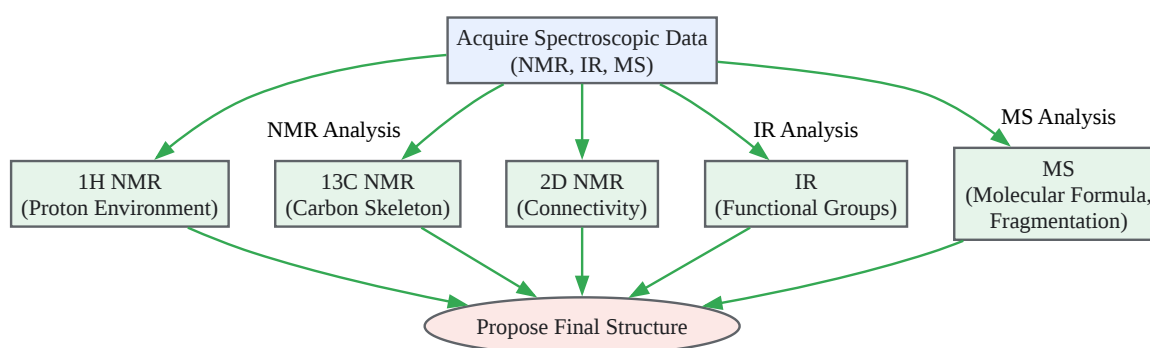 Acquire Spectroscopic Data
(NMR, IR, MS)
NMR Analysis
IR Analysis
MS Analysis
1H NMR
(Proton Environment)
13C NMR
(Carbon Skeleton)
2D NMR
(Connectivity)
IR
(Functional Groups)
MS
(Molecular Formula,
Fragmentation)
Propose Final Structure